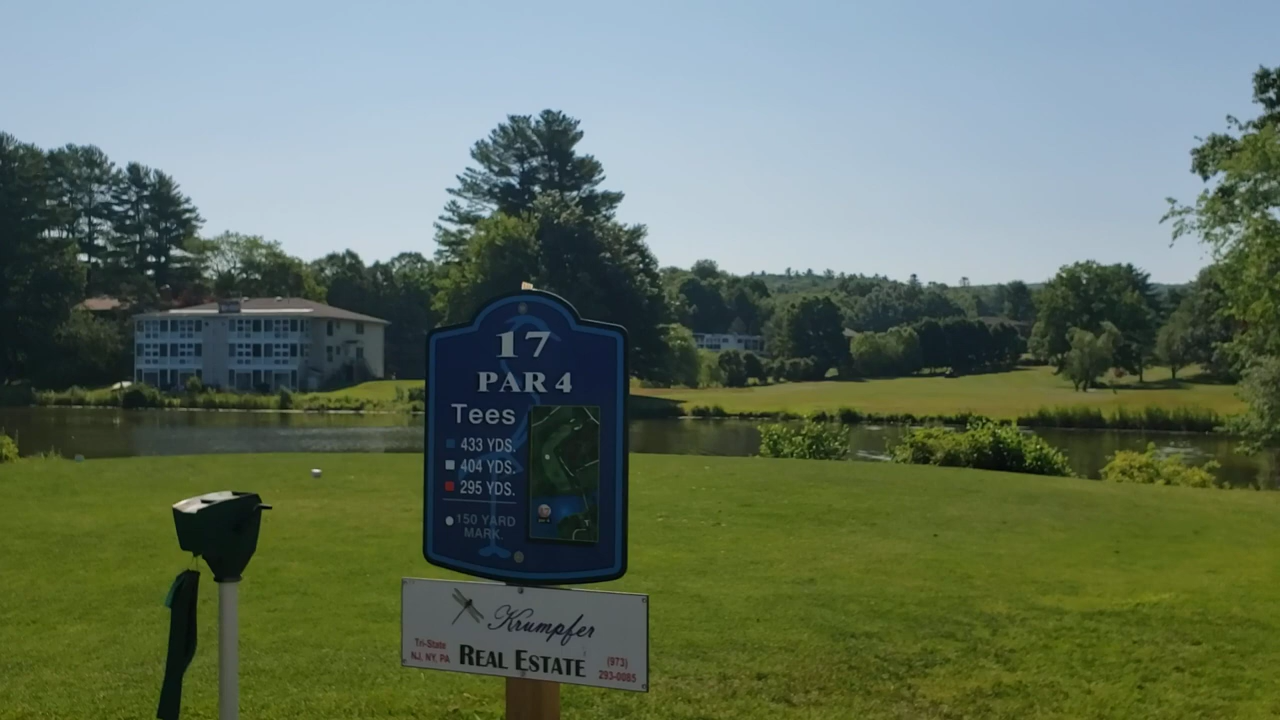 17
PAR 4
Tees
433 YDS.
404 YDS.
295 YDS.
150 YARD
MARK.
Krumpfer
REAL ESTATE
Tri-State
NJ, NY, PA
(973)
293-0085